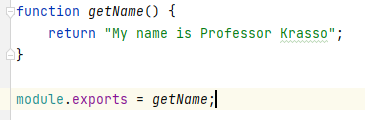 function getName() {
    return "My name is Professor Krasso";
}
module.exports = getName;